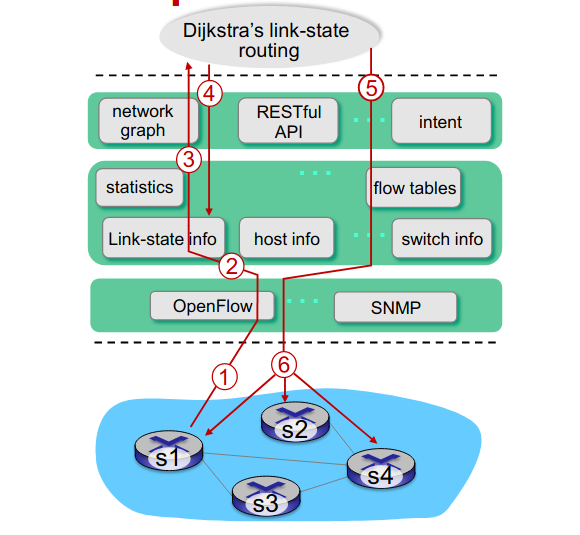 Dijkstra's link-state
routing
4
5
network
graph
RESTful
API
intent
3
statistics
flow tables
Link-state info
host info
switch info
2
OpenFlow
SNMP
1
6
s2
s1
s4
s3